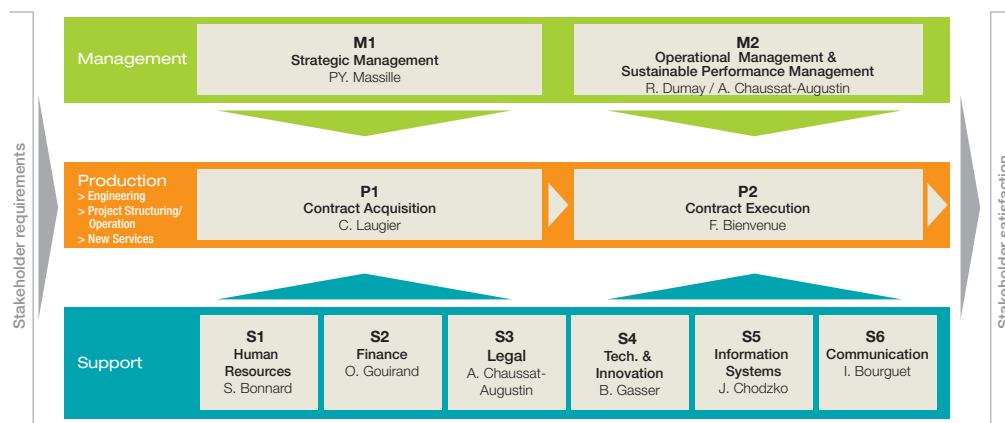 Stakeholder requirements
Management
M1
Strategic Management
PY. Massille
M2
Operational Management &
Sustainable Performance Management
R. Dumay / A. Chaussat-Augustin
Production
> Engineering
> Project Structuring/
Operation
> New Services
P1
Contract Acquisition
C. Laugier
P2
Contract Execution
F. Bienvenue
Support
S1
Human
Resources
S. Bonnard
S2
Finance
O. Gouirand
S3
Legal
A. Chaussat-
Augustin
S4
Tech. &
Innovation
B. Gasser
S5
Information
Systems
J. Chodzko
S6
Communication
I. Bourguet
Stakeholder satisfaction